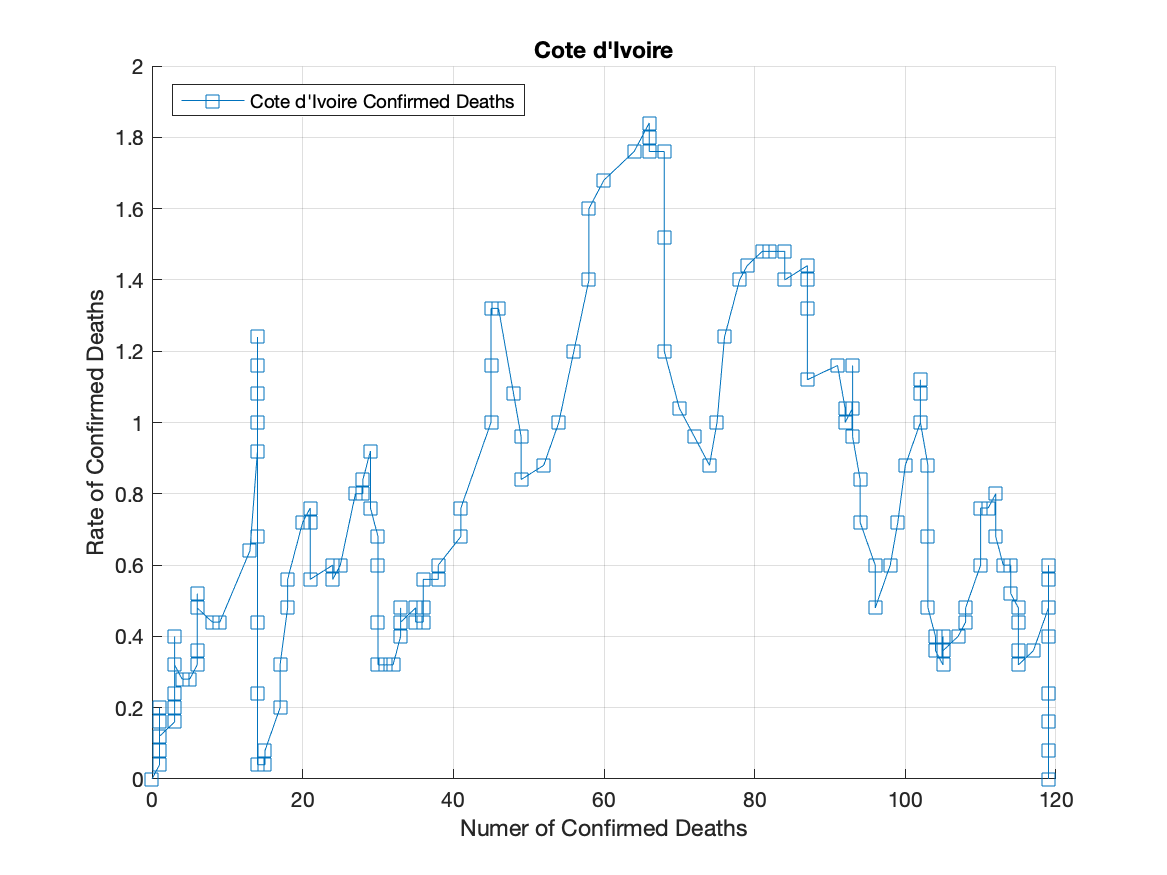 Cote d'Ivoire
Cote d'Ivoire Confirmed Deaths
2
1.8
1.6
1.4
1.2
1
0.8
0.6
0.4
0.2
0
Rate of Confirmed Deaths
0 20 40 60 80 100 120
Numer of Confirmed Deaths